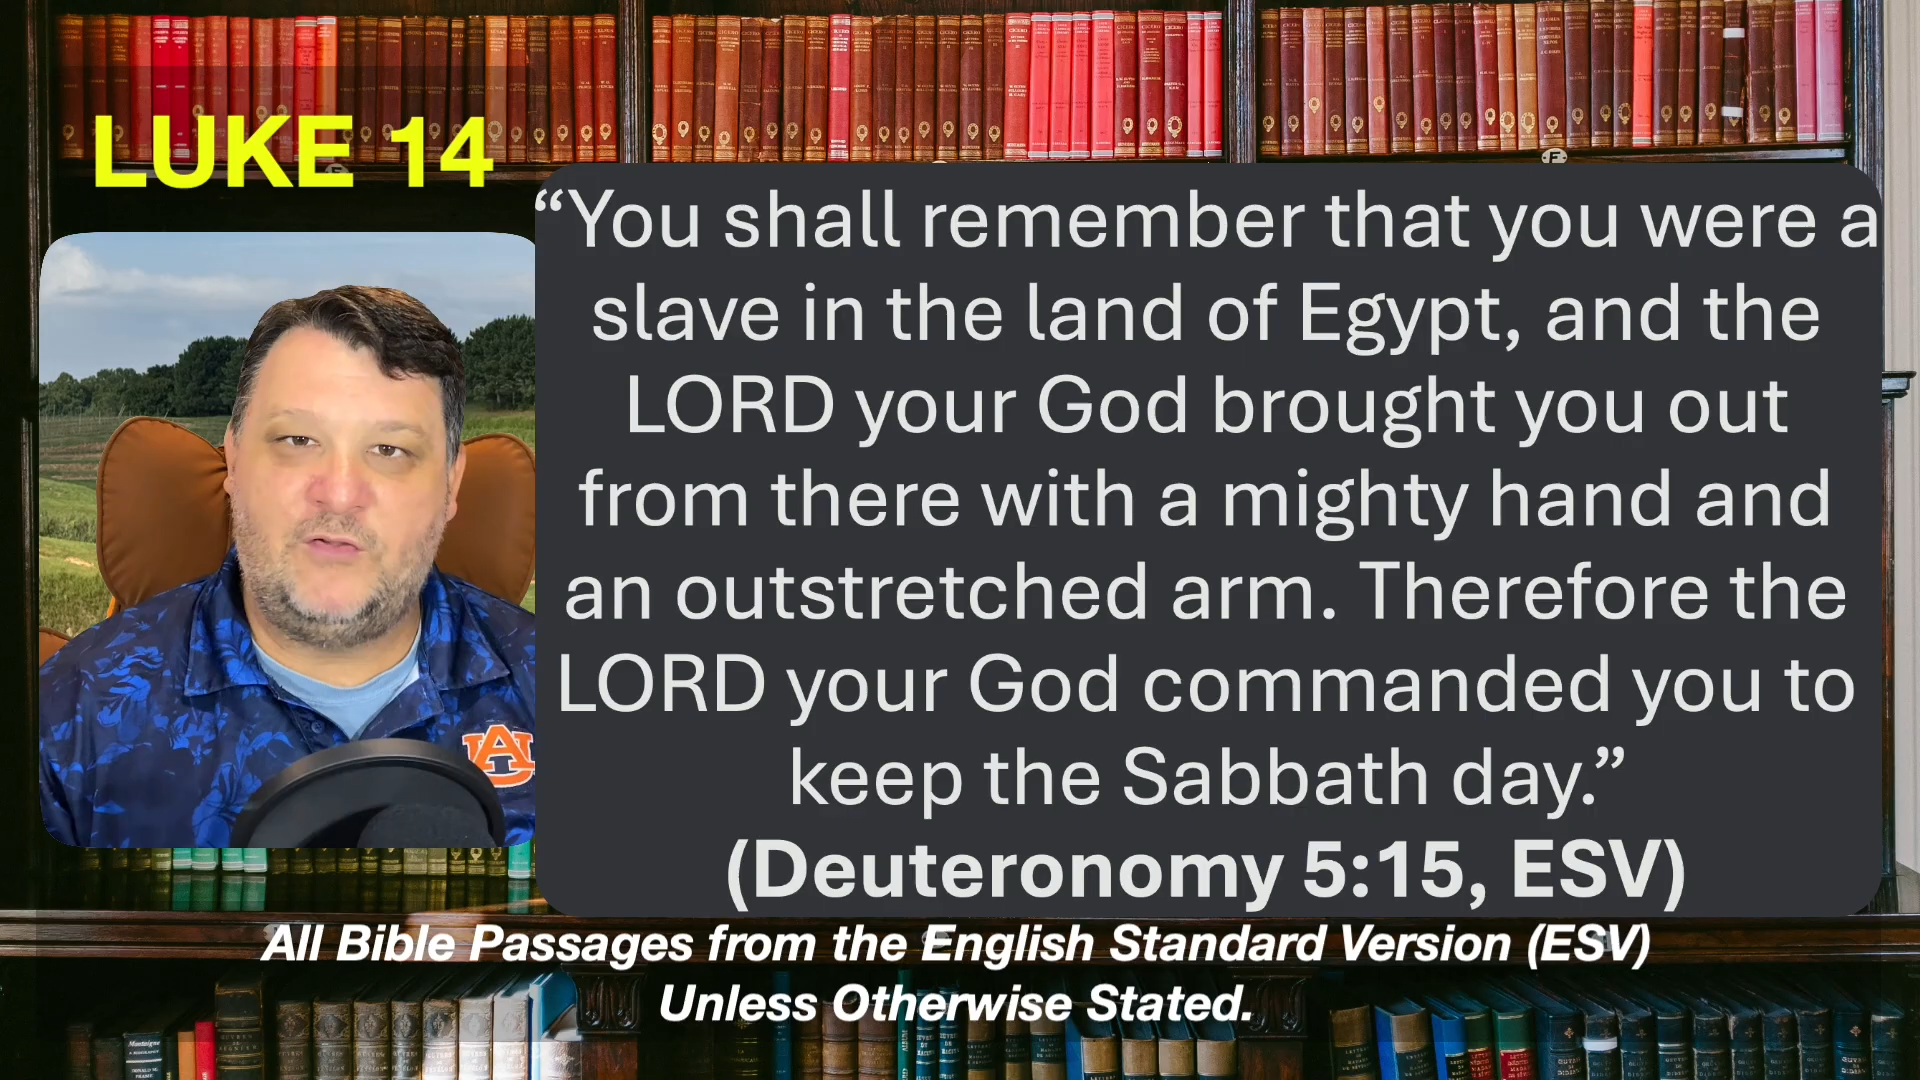 LUKE 14
“You shall remember that you were a
slave in the land of Egypt, and the
LORD your God brought you out
from there with a mighty hand and
an outstretched arm. Therefore the
LORD your God commanded you to
keep the Sabbath day.”
(Deuteronomy 5:15, ESV)
All Bible Passages from the English Standard Version (ESV)
Unless Otherwise Stated.